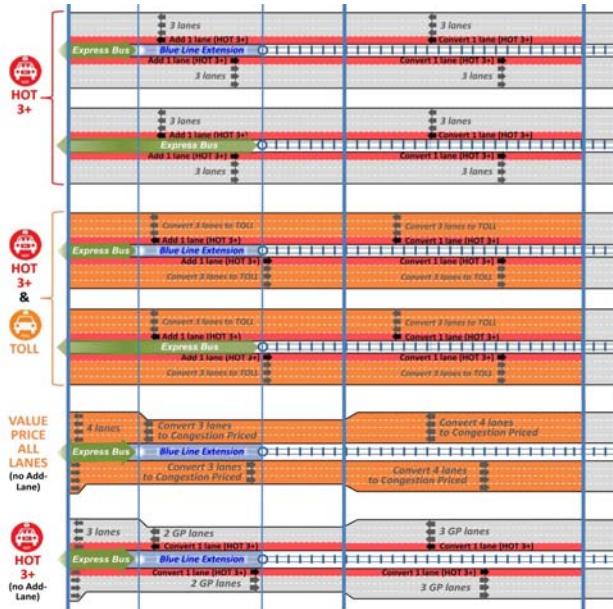 3 lanes
3 lanes
Add 1 lane (HOT 3+)
Convert 1 lane (HOT 3+)
Express Bus
Blue Line Extension
Add 1 lane (HOT 3+)
Convert 1 lane (HOT 3+)
3 lanes
3 lanes
HOT
3+
3 lanes
3 lanes
Add 1 lane (HOT 3+)
Convert 1 lane (HOT 3+)
Express Bus
Add 1 lane (HOT 3+)
Convert 1 lane (HOT 3+)
3 lanes
3 lanes
Convert 3 lanes to TOLL
Convert 3 lanes to TOLL
Add 1 lane (HOT 3+)
Convert 1 lane (HOT 3+)
Express Bus
Blue Line Extension
Add 1 lane (HOT 3+)
Convert 1 lane (HOT 3+)
Convert 3 lanes to TOLL
Convert 3 lanes to TOLL
HOT
3+
&
TOLL
Convert 3 lanes to TOLL
Convert 3 lanes to TOLL
Add 1 lane (HOT 3+)
Convert 1 lane (HOT 3+)
Express Bus
Add 1 lane (HOT 3+)
Convert 1 lane (HOT 3+)
Convert 3 lanes to TOLL
Convert 3 lanes to TOLL
VALUE
PRICE
ALL
LANES
(no Add-
Lane)
4 lanes
Convert 3 lanes
to Congestion Priced
Convert 4 lanes
to Congestion Priced
Express Bus
Blue Line Extension
Convert 3 lanes
to Congestion Priced
Convert 4 lanes
to Congestion Priced
HOT
3+
(no Add-
Lane)
3 lanes
2 GP lanes
3 GP lanes
Convert 1 lane (HOT 3+)
Convert 1 lane (HOT 3+)
Express Bus
Blue Line Extension
Convert 1 lane (HOT 3+)
Convert 1 lane (HOT 3+)
2 GP lanes
3 GP lanes